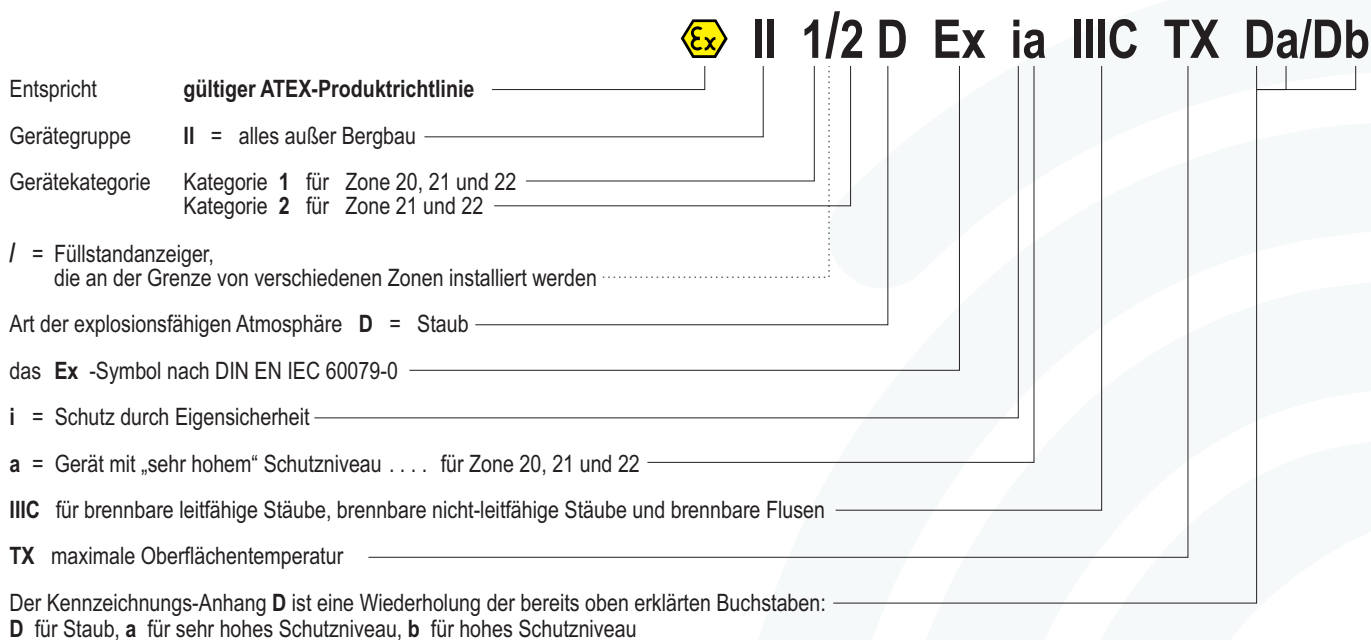 Ex II 1/2 D Ex ia IIIC TX Da/Db
Entspricht gültiger ATEX-Produktrichtlinie
Gerätegruppe II = alles außer Bergbau
Gerätekategorie Kategorie 1 für Zone 20, 21 und 22
Kategorie 2 für Zone 21 und 22
/ = Füllstandanzeiger,
die an der Grenze von verschiedenen Zonen installiert werden
Art der explosionsfähigen Atmosphäre D = Staub
das Ex -Symbol nach DIN EN IEC 60079-0
i = Schutz durch Eigensicherheit
a = Gerät mit „sehr hohem“ Schutzniveau . . . . für Zone 20, 21 und 22
IIIC für brennbare leitfähige Stäube, brennbare nicht-leitfähige Stäube und brennbare Flusen
TX maximale Oberflächentemperatur
Der Kennzeichnungs-Anhang D ist eine Wiederholung der bereits oben erklärten Buchstaben:
D für Staub, a für sehr hohes Schutzniveau, b für hohes Schutzniveau